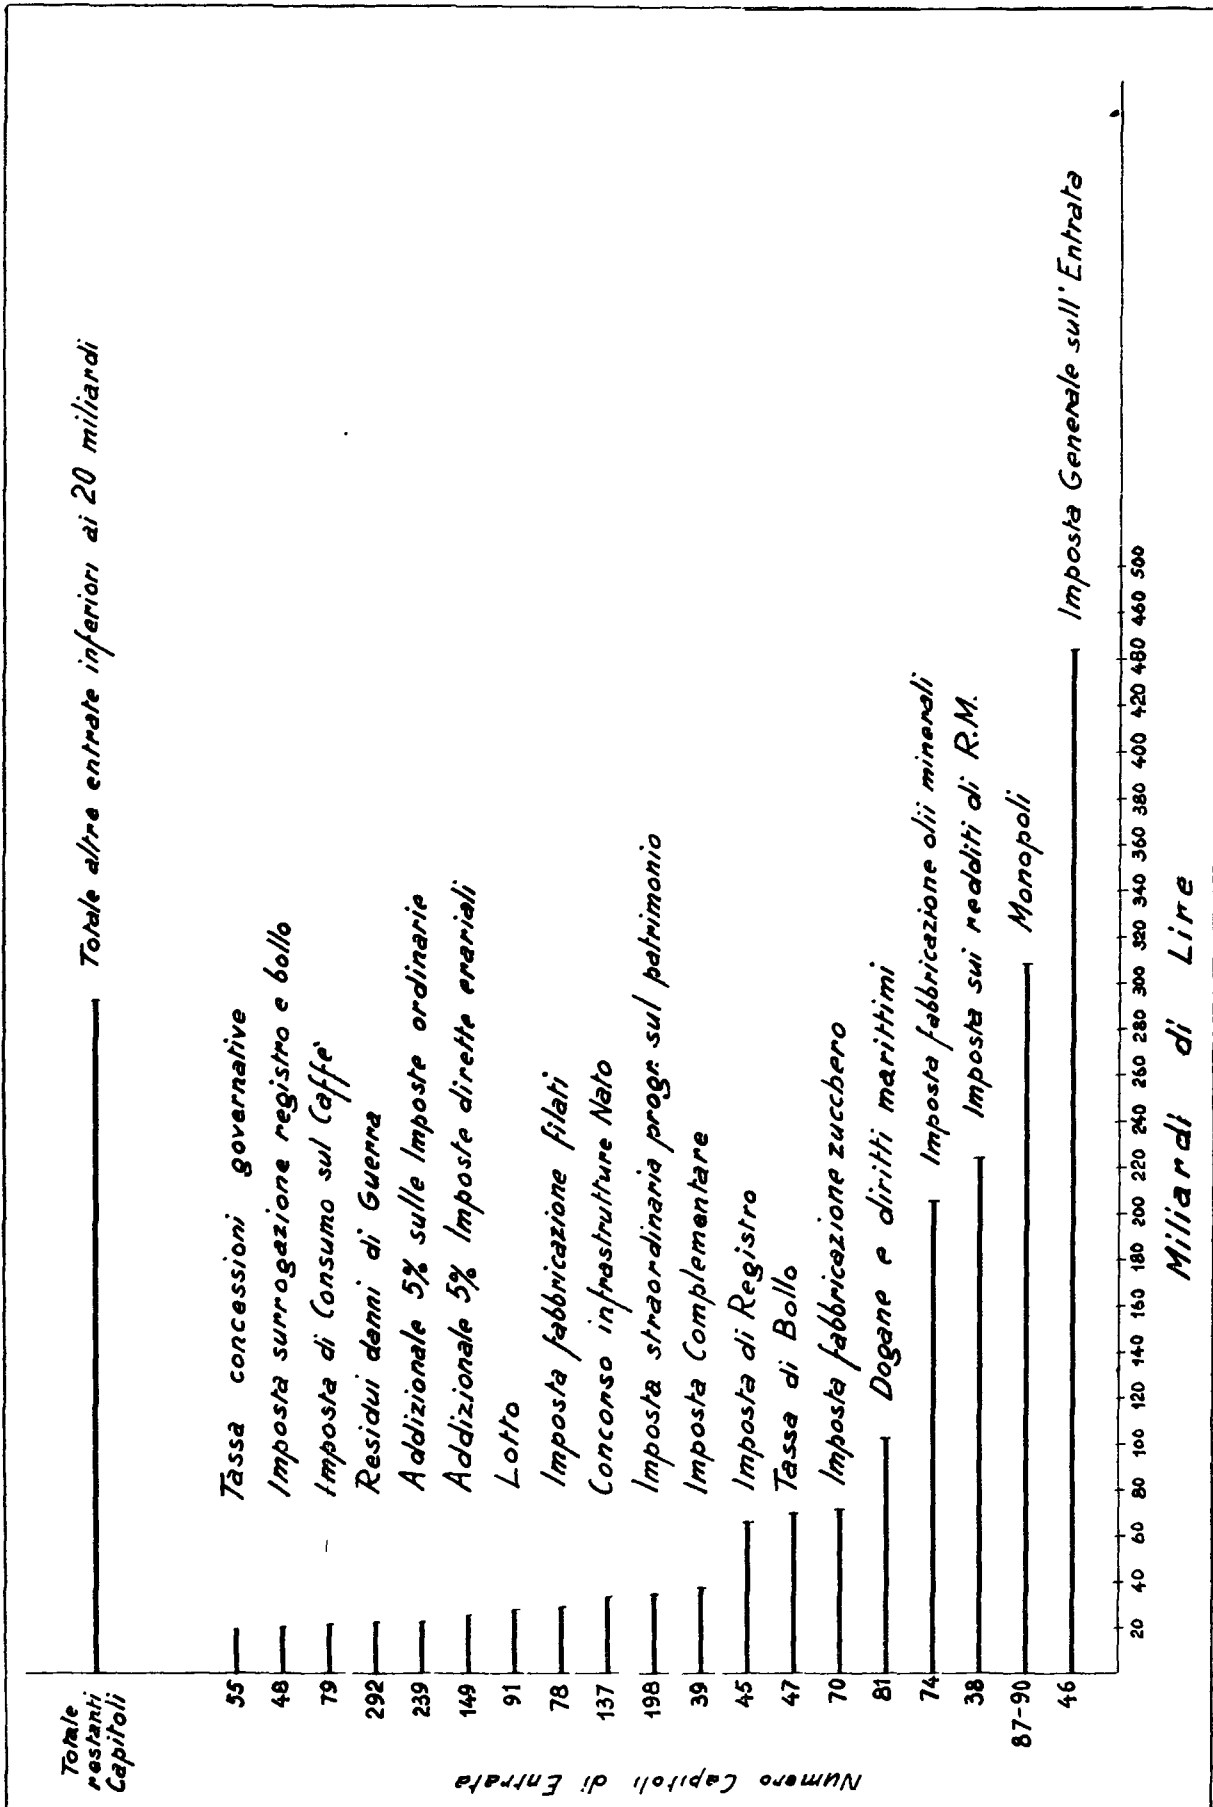 Totale
restanti
Capitoli
Totale altre entrate inferiori ai 20 miliardi
55 Tassa concessioni governative
48 Imposta surrogazione registro e bollo
79 Imposta di Consumo sul Caffè
292 Residui danni di Guerra
239 Addizionale 5% sulle Imposte ordinarie
149 Addizionale 5% Imposte dirette erariali
91 Lotto
78 Imposta fabbricazione filati
137 Concorso infrastrutture Nato
198 Imposta straordinaria progr. sul patrimonio
39 Imposta Complementare
45 Imposta di Registro
47 Tassa di Bollo
70 Imposta fabbricazione zucchero
81 Dogane e diritti marittimi
74 Imposta fabbricazione olii minerali
38 Imposta sui redditi di R.M.
87-90 Monopoli
46 Imposta Generale sull'Entrata
Numero Capitoli di Entrata
20 40 60 80 100 120 140 160 180 200 220 240 260 280 300 320 340 360 380 400 420 480 460 500
Miliardi di Lire